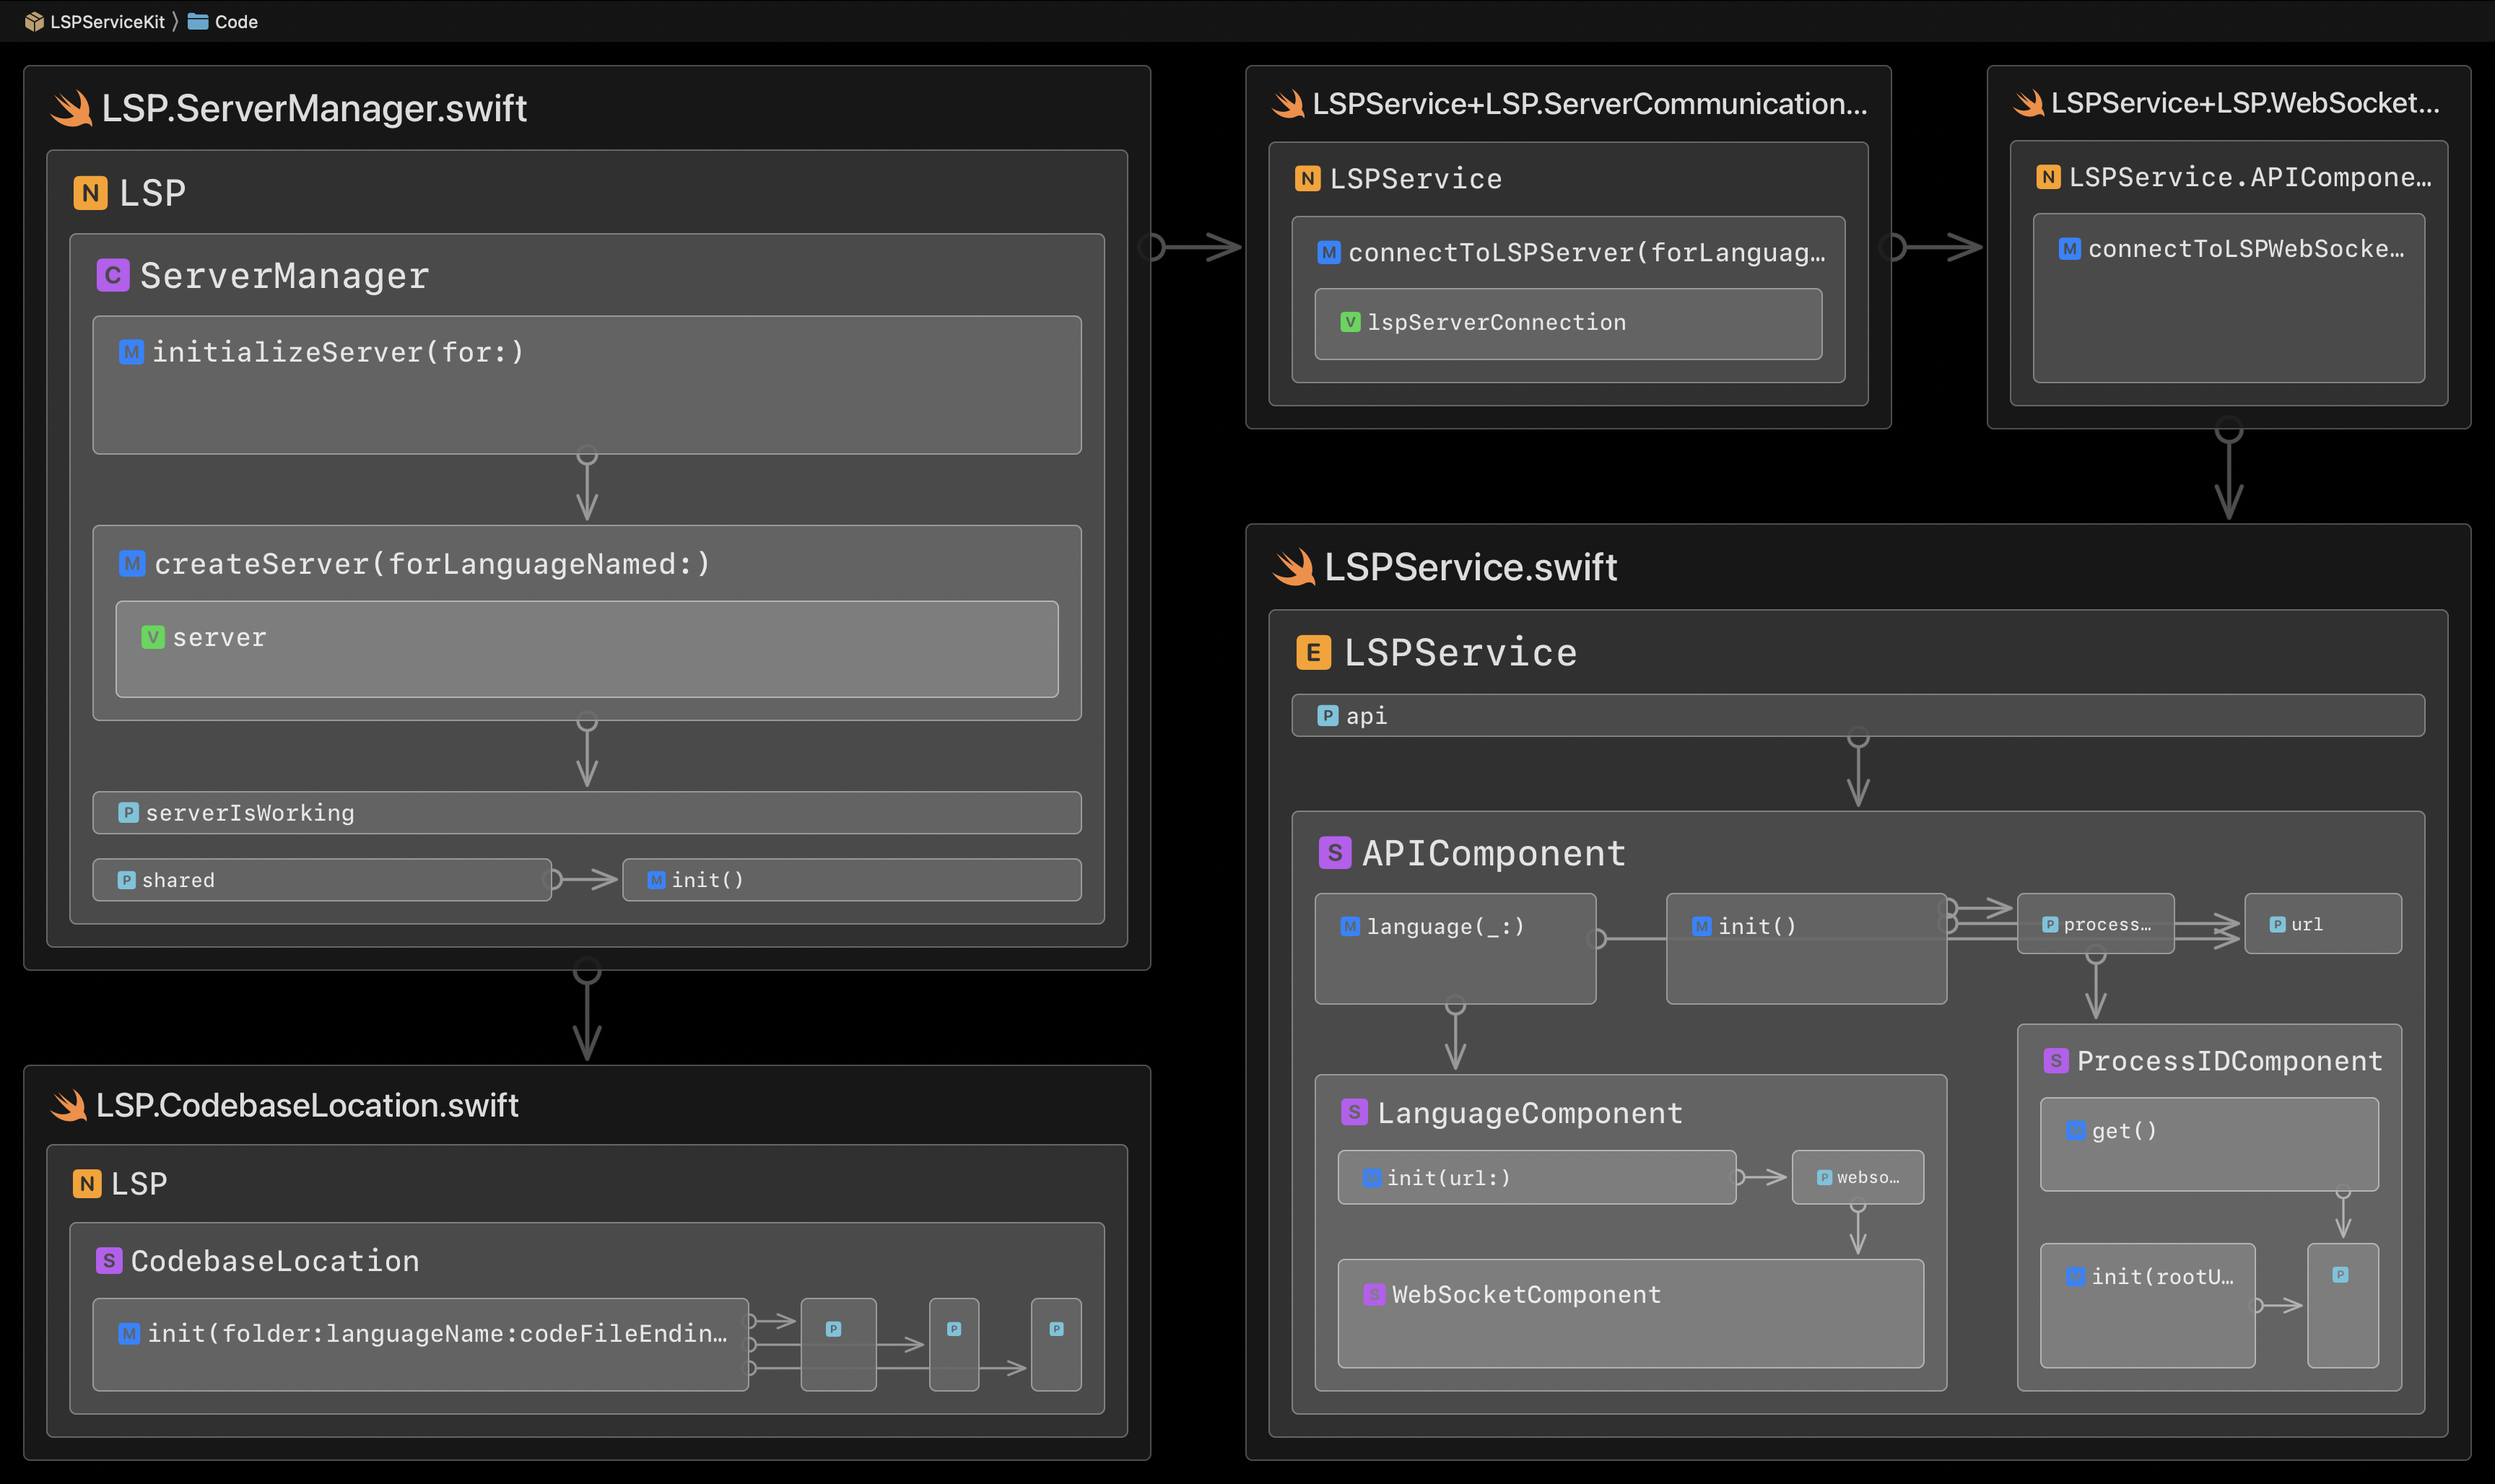 LSPServiceKit 〉 Code
LSP.ServerManager.swift
N LSP
C ServerManager
M initializeServer(for:)
M createServer(forLanguageNamed:)
V server
P serverIsWorking
P shared
M init()
LSPService+LSP.ServerCommunication...
N LSPService
M connectToLSPServer(forLanguag...
V lspServerConnection
LSPService+LSP.WebSocket...
N LSPService.APICompone...
M connectToLSPWebSocke...
LSP.CodebaseLocation.swift
N LSP
S CodebaseLocation
M init(folder:languageName:codeFileEndin...
P
P
P
LSPService.swift
E LSPService
P api
S APIComponent
M language(_:)
M init()
P process...
P url
S LanguageComponent
M init(url:)
P webso...
S WebSocketComponent
S ProcessIDComponent
M get()
M init(rootU...
P